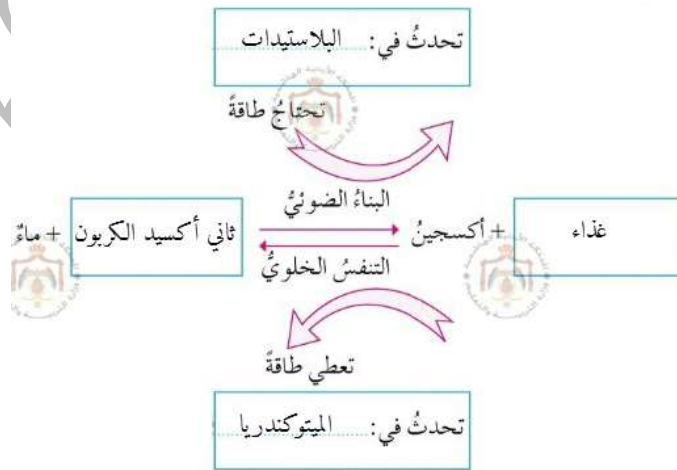 تحدثُ في: البلاستيدات
تحتاجُ طاقةً
البناءُ الضوئيُّ
غذاء + أكسجينُ
ثاني أكسيد الكربون + ماءٌ
التنفسُ الخلويُّ
تعطي طاقةً
تحدثُ في: الميتوكندريا